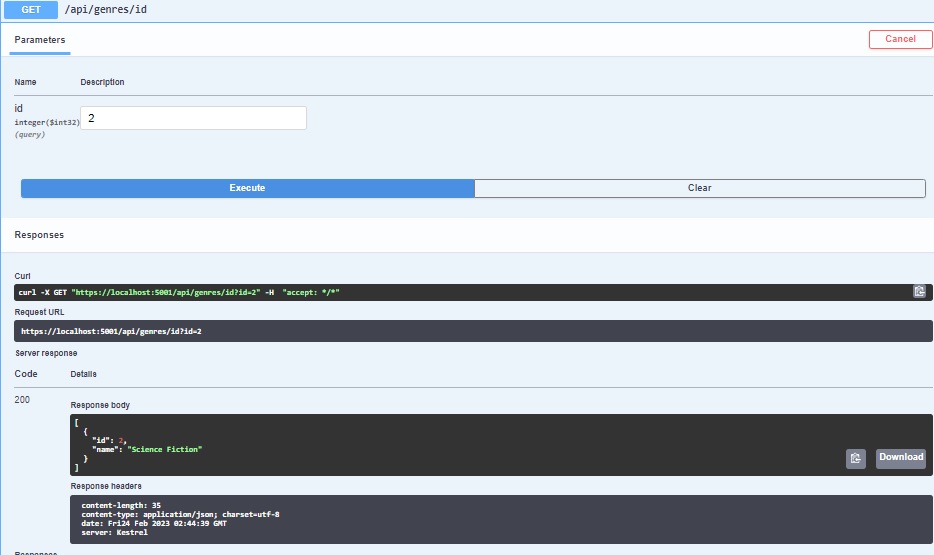 GET /api/genres/id
Parameters
Cancel
Name Description
id
integer($int32)
(query)
2
Execute Clear
Responses
Curl
curl -X GET "https://localhost:5001/api/genres/id?id=2" -H  "accept: */*"
Request URL
https://localhost:5001/api/genres/id?id=2
Server response
Code Details
200
Response body
[
  {
    "id": 2,
    "name": "Science Fiction"
  }
]
Download
Response headers
content-length: 35
content-type: application/json; charset=utf-8
date: Fri24 Feb 2023 02:44:39 GMT
server: Kestrel
Responses